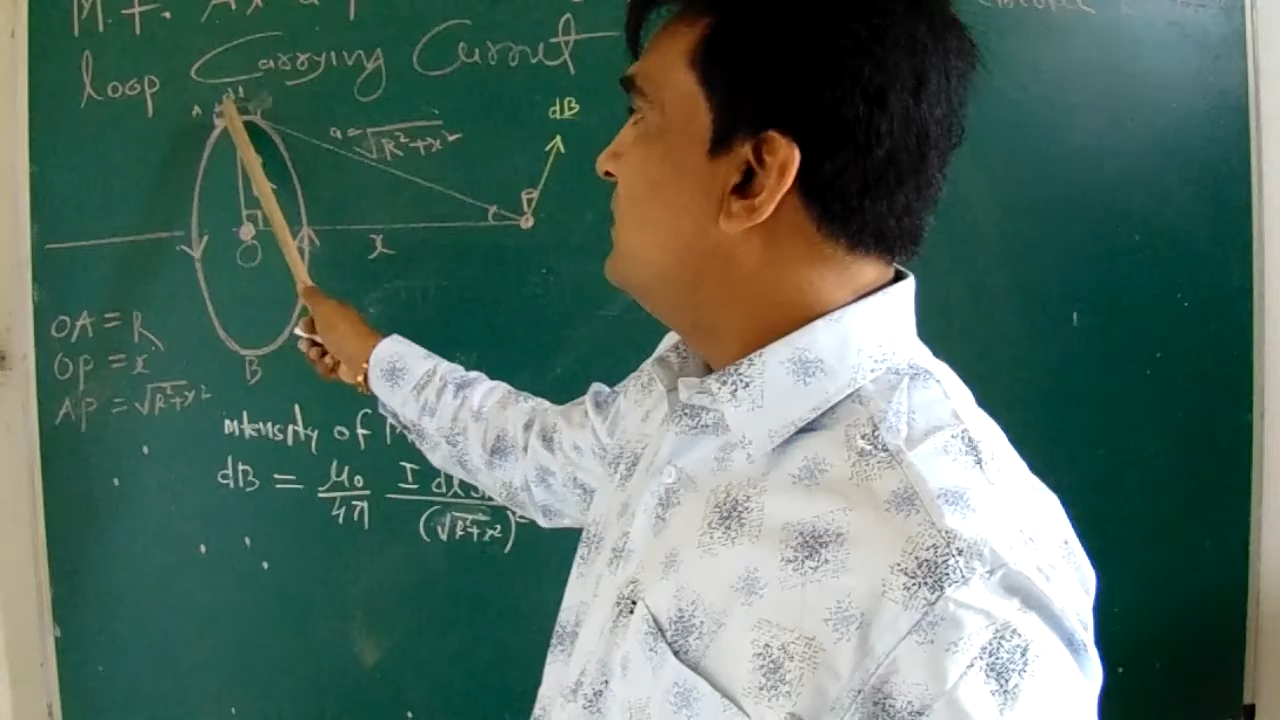 loop Carrying Current
A
a = √R²+x²
dB
P
O
x
B
OA = R
OP = x
AP = √R²+x²
intensity of
dB = μ₀/4π I dl
(√R²+x²)²